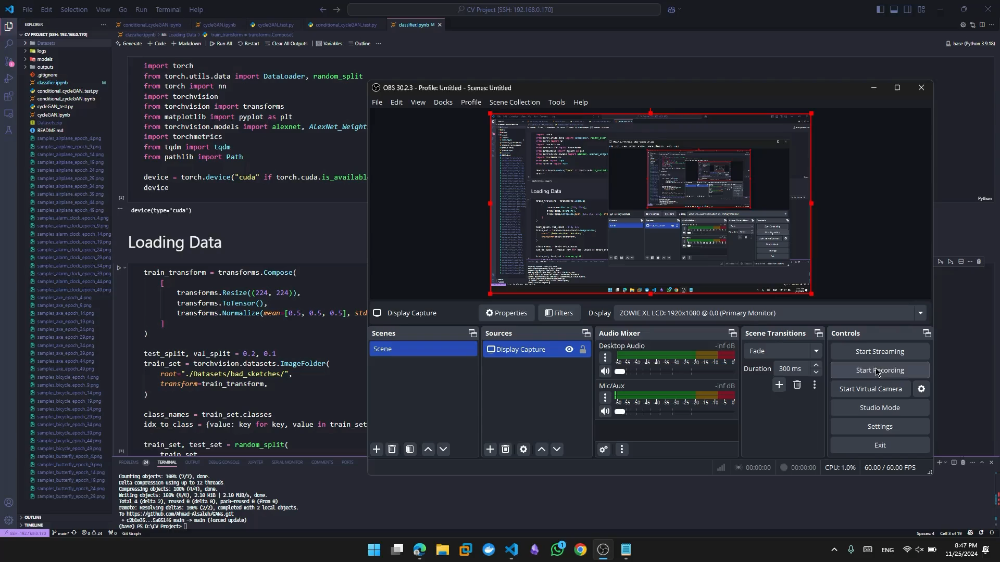 File Edit Selection View Go Run Terminal Help
CV Project [SSH: 192.168.0.170]
EXPLORER
conditional_cycleGAN.ipynb
cycleGAN.ipynb
cycleGAN_test.py
conditional_cycleGAN_test.py
classifier.ipynb M
CV PROJECT [SSH: 192.168.0.170]
classifier.ipynb > M+ Loading Data > train_transform = transforms.Compose(
Generate + Code + Markdown Run All Restart Clear All Outputs Variables Outline
base (Python 3.9.18)
Datasets
logs
models
outputs
.gitignore
classifier.ipynb M
conditional_cycleGAN_test.py
conditional_cycleGAN.ipynb
cycleGAN_test.py
cycleGAN.ipynb
Datasets.zip
README.md
samples_airplane_epoch_4.png
samples_airplane_epoch_9.png
samples_airplane_epoch_14.png
samples_airplane_epoch_19.png
samples_airplane_epoch_24.png
samples_airplane_epoch_29.png
samples_airplane_epoch_34.png
samples_airplane_epoch_39.png
samples_airplane_epoch_44.png
samples_airplane_epoch_49.png
samples_alarm_clock_epoch_4.png
samples_alarm_clock_epoch_9.png
samples_alarm_clock_epoch_14.png
samples_alarm_clock_epoch_19.png
samples_alarm_clock_epoch_24.png
samples_alarm_clock_epoch_29.png
samples_alarm_clock_epoch_34.png
samples_alarm_clock_epoch_39.png
samples_alarm_clock_epoch_44.png
samples_alarm_clock_epoch_49.png
samples_axe_epoch_4.png
samples_axe_epoch_9.png
samples_axe_epoch_14.png
samples_axe_epoch_19.png
samples_axe_epoch_24.png
samples_axe_epoch_29.png
samples_axe_epoch_34.png
samples_axe_epoch_39.png
samples_axe_epoch_44.png
samples_axe_epoch_49.png
samples_bicycle_epoch_4.png
samples_bicycle_epoch_9.png
samples_bicycle_epoch_14.png
samples_bicycle_epoch_19.png
samples_bicycle_epoch_24.png
samples_bicycle_epoch_29.png
samples_bicycle_epoch_34.png
samples_bicycle_epoch_39.png
samples_bicycle_epoch_44.png
samples_bicycle_epoch_49.png
samples_butterfly_epoch_4.png
samples_butterfly_epoch_9.png
samples_butterfly_epoch_14.png
samples_butterfly_epoch_19.png
samples_butterfly_epoch_24.png
samples_butterfly_epoch_29.png
OUTLINE
TIMELINE
import torch
from torch.utils.data import DataLoader, random_split
from torch import nn
import torchvision
from torchvision import transforms
from matplotlib import pyplot as plt
from torchvision.models import alexnet, AlexNet_Weight
import torchmetrics
from tqdm import tqdm
from pathlib import Path
device = torch.device("cuda" if torch.cuda.is_availabl
device
[1]
Python
device(type='cuda')
Loading Data
train_transform = transforms.Compose(
[
transforms.Resize((224, 224)),
transforms.ToTensor(),
transforms.Normalize(mean=[0.5, 0.5, 0.5], std
]
)
test_split, val_split = 0.2, 0.1
train_set = torchvision.datasets.ImageFolder(
root="./Datasets/bad_sketches/",
transform=train_transform,
)
class_names = train_set.classes
idx_to_class = {value: key for key, value in train_set
train_set, test_set = random_split(
train_set
[3]
OBS 30.2.3 - Profile: Untitled - Scenes: Untitled
File Edit View Docks Profile Scene Collection Tools Help
Loading Data
Display Capture Properties Filters Display ZOWIE XL LCD: 1920x1080 @ 0,0 (Primary Monitor)
Scenes
Scene
Sources
Display Capture
Audio Mixer
Desktop Audio -inf dB
-60 -55 -50 -45 -40 -35 -30 -25 -20 -15 -10 -5 0
Mic/Aux -inf dB
-60 -55 -50 -45 -40 -35 -30 -25 -20 -15 -10 -5 0
Scene Transitions
Fade
Duration 300 ms
Controls
Start Streaming
Start Recording
Start Virtual Camera
Studio Mode
Settings
Exit
00:00:00 00:00:00 CPU: 1.0% 60.00 / 60.00 FPS
PROBLEMS 24 TERMINAL OUTPUT DEBUG CONSOLE JUPYTER SERIAL MONITOR COMMENTS PORTS
Counting objects: 100% (7/7), done.
Delta compression using up to 12 threads
Compressing objects: 100% (4/4), done.
Writing objects: 100% (4/4), 2.10 KiB | 2.10 MiB/s, done.
Total 4 (delta 2), reused 0 (delta 0), pack-reused 0 (from 0)
remote: Resolving deltas: 100% (2/2), completed with 2 local objects.
To https://github.com/Ahmad-Alsaleh/GANs.git
+ c2b1e35...5a051f6 main -> main (forced update)
(base) PS D:\CV Project>
SSH: 192.168.0.170 main* 0 24 0 Git Graph
Spaces: 4 Cell 3 of 19
1
ENG
8:47 PM
11/25/2024